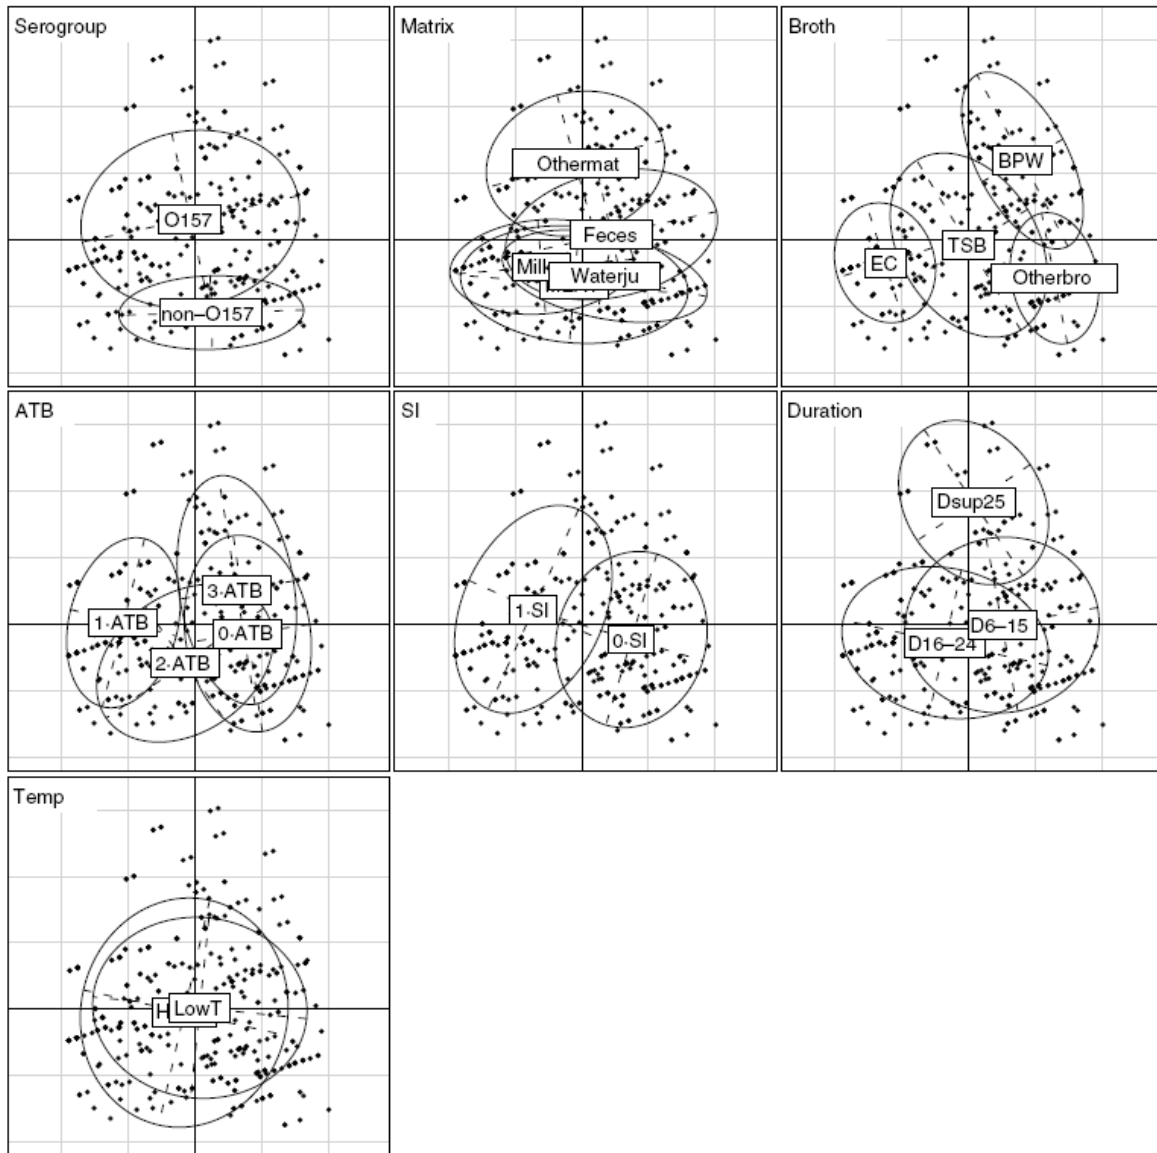 Serogroup
O157
non–O157
Matrix
Othermat
Feces
Milk
Waterju
Broth
BPW
TSB
EC
Otherbro
ATB
3·ATB
1·ATB
0·ATB
2·ATB
SI
1·SI
0·SI
Duration
Dsup25
D6–15
D16–24
Temp
LowT